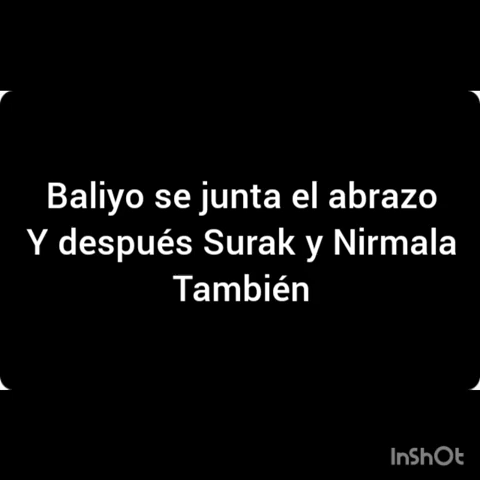 Baliyo se junta el abrazo
Y después Surak y Nirmala
También
InShOt